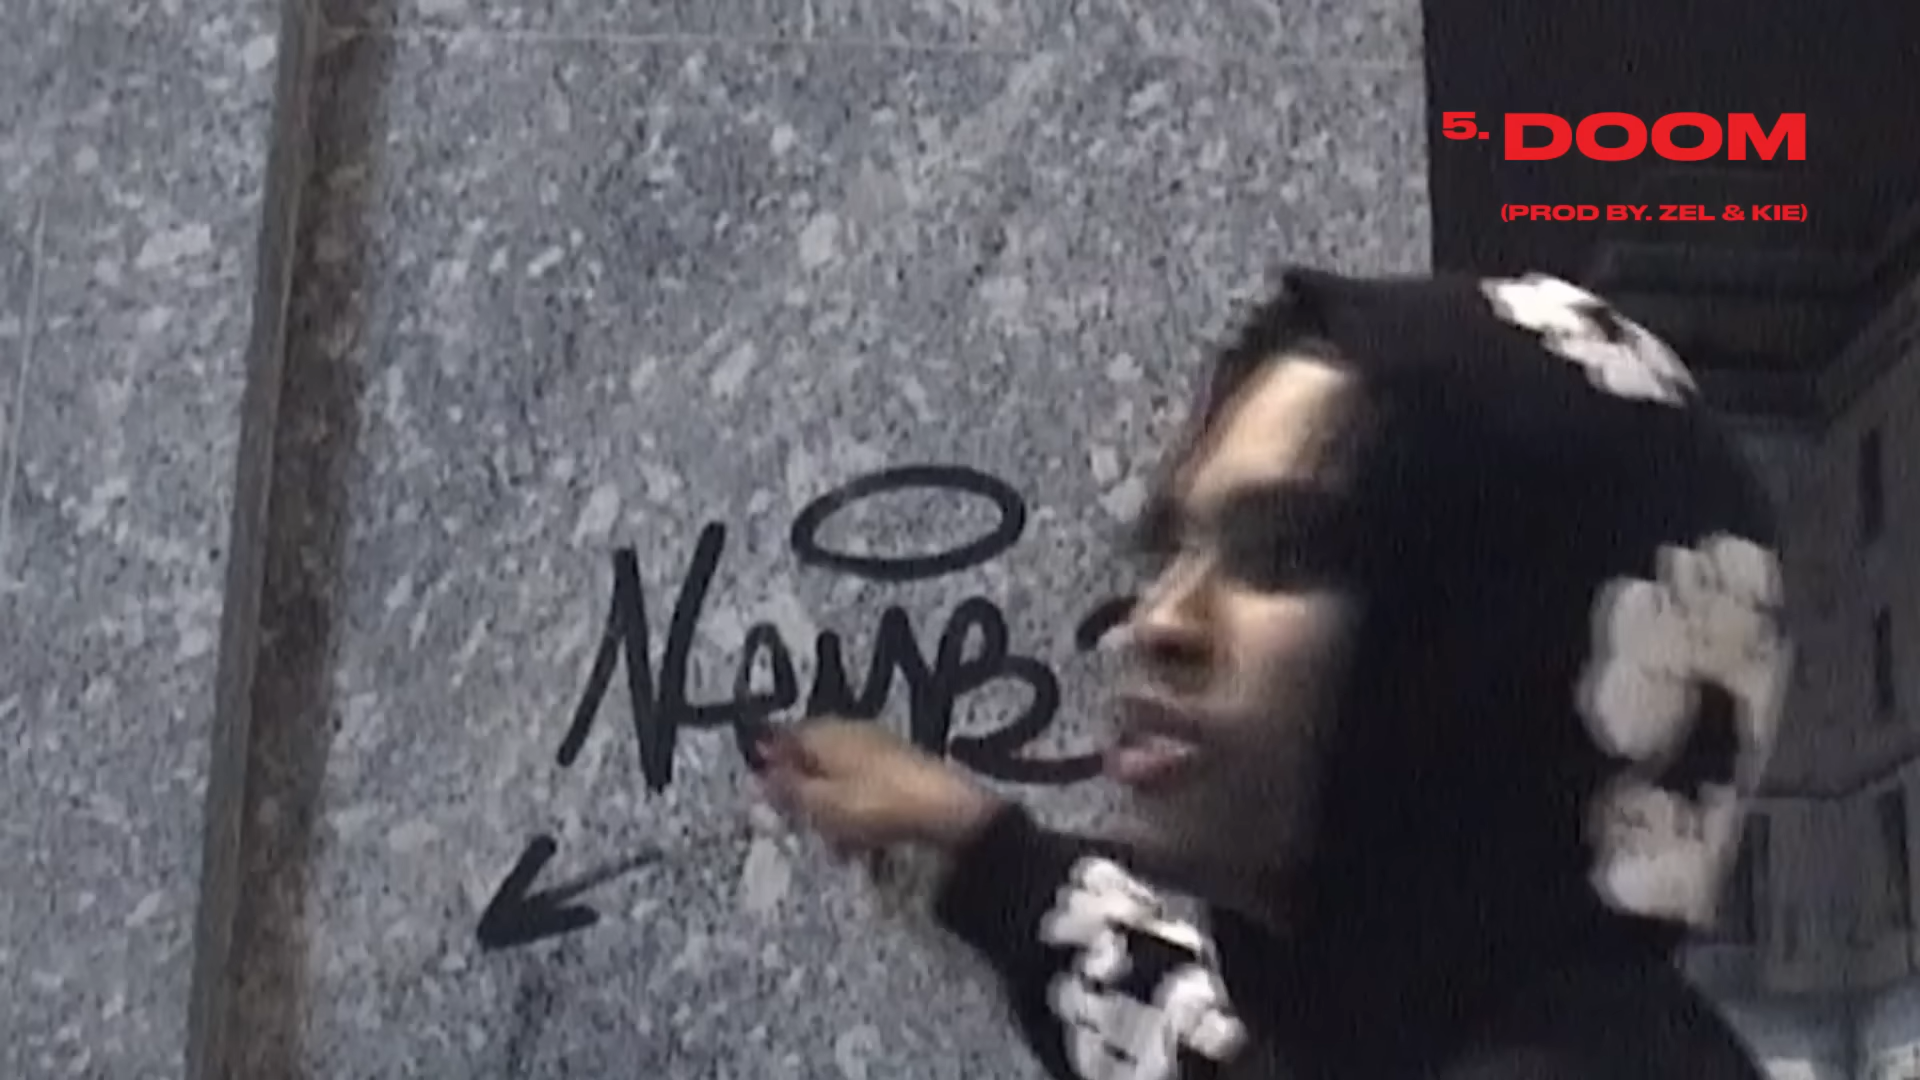 5. DOOM
(PROD BY. ZEL & KIE)